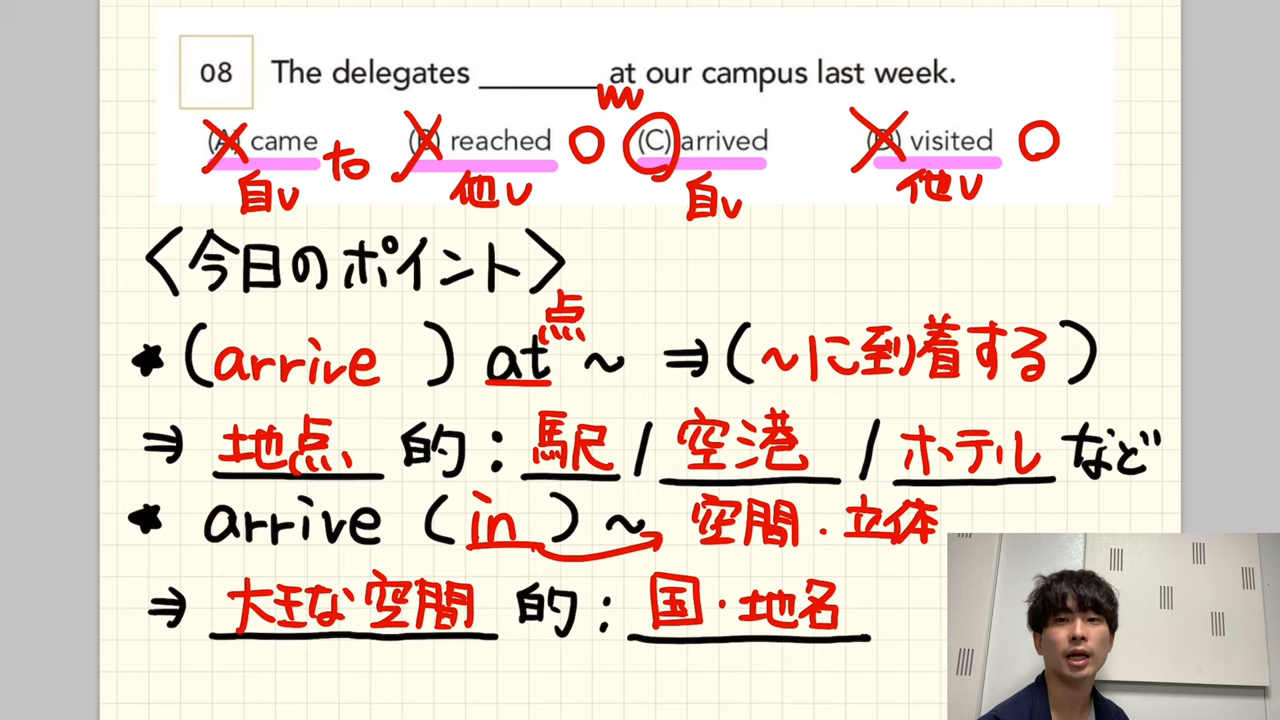 08 The delegates ________ at our campus last week.
(A) came to (B) reached ○ (C) arrived (D) visited ○
自V 他V 自V 他V
〈今日のポイント〉
点
★(arrive) at ~ ⇒(~に到着する)
⇒ 地点 的:駅/空港/ホテルなど
★ arrive (in) ~ 空間・立体
⇒ 大きな空間 的:国・地名